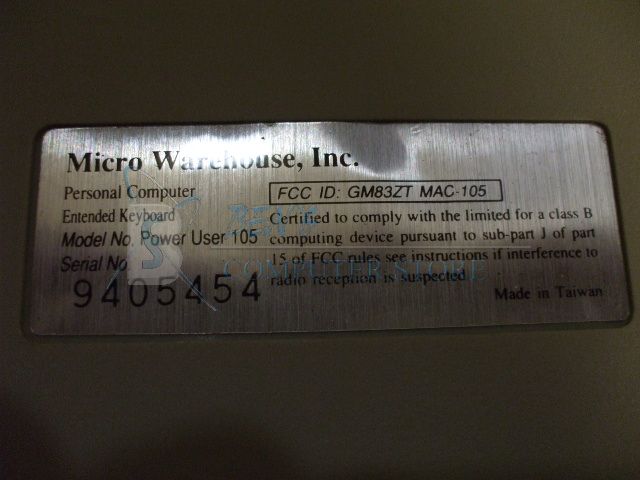 Micro Warehouse, Inc.
Personal Computer
Entended Keyboard
Model No. Power User 105
Serial No.
9405454
FCC ID: GM83ZT MAC-105
Certified to comply with the limited for a class B
computing device pursuant to sub-part J of part
15 of FCC rules see instructions if interference to
radio reception is suspected
Made in Taiwan
COMPUTER STORE